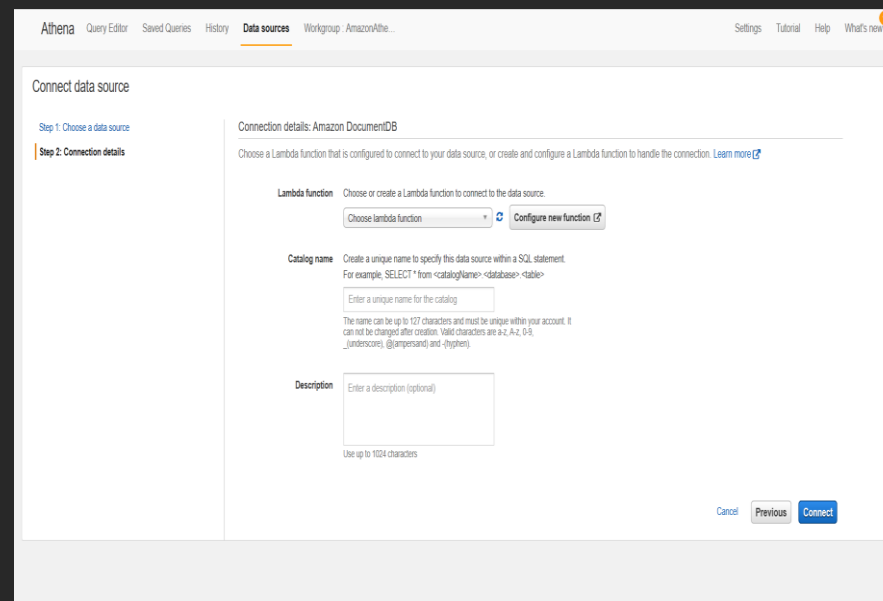 Athena Query Editor Saved Queries History Data sources Workgroup : AmazonAthe... Settings Tutorial Help What's new
Connect data source
Step 1: Choose a data source
Step 2: Connection details
Connection details: Amazon DocumentDB
Choose a Lambda function that is configured to connect to your data source, or create and configure a Lambda function to handle the connection. Learn more
Lambda function Choose or create a Lambda function to connect to the data source.
Choose lambda function Configure new function
Catalog name Create a unique name to specify this data source within a SQL statement.
For example, SELECT * from <catalogName>.<database>.<table>
Enter a unique name for the catalog
The name can be up to 127 characters and must be unique within your account. It
can not be changed after creation. Valid characters are a-z, A-z, 0-9,
_(underscore), @(ampersand) and -(hyphen).
Description Enter a description (optional)
Use up to 1024 characters
Cancel Previous Connect